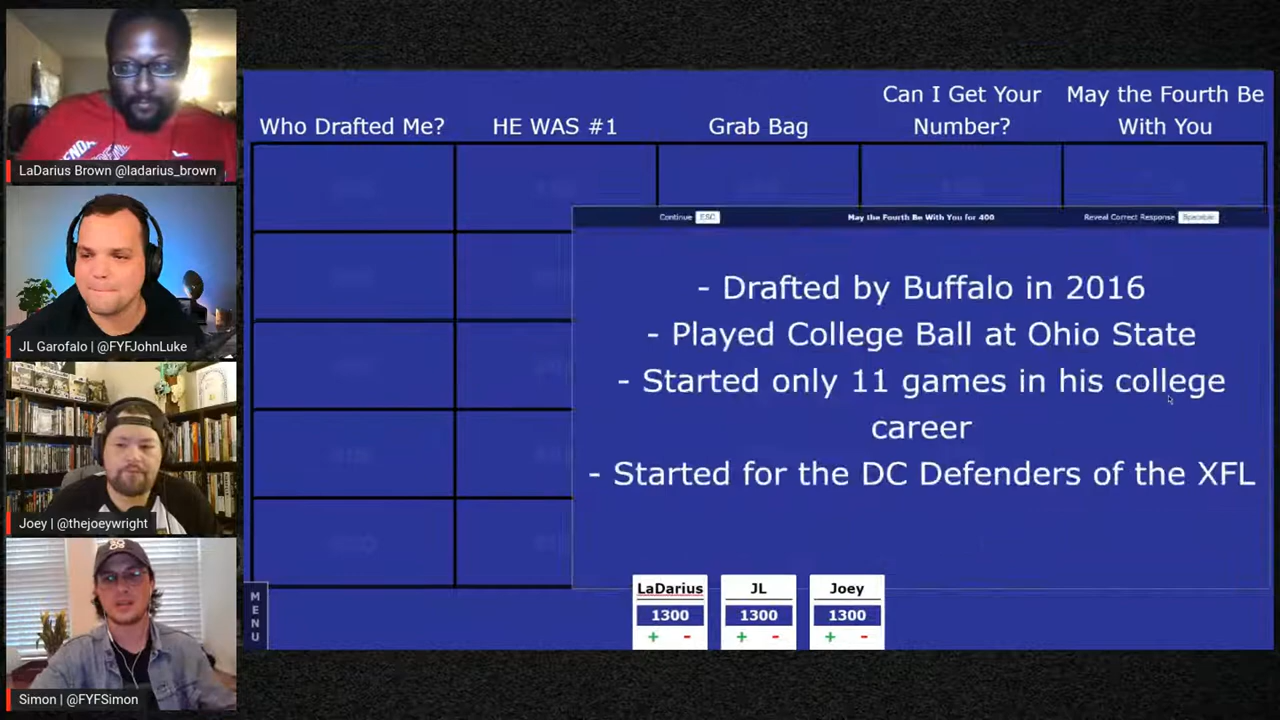 LaDarius Brown @ladarius_brown
JL Garofalo | @FYFJohnLuke
Joey | @thejoeywright
Simon | @FYFSimon
Who Drafted Me?
HE WAS #1
Grab Bag
Can I Get Your
Number?
May the Fourth Be
With You
Continue ESC
May the Fourth Be With You for 400
Reveal Correct Response Spacebar
- Drafted by Buffalo in 2016
- Played College Ball at Ohio State
- Started only 11 games in his college
career
- Started for the DC Defenders of the XFL
MENU
LaDarius
1300
+ -
JL
1300
+ -
Joey
1300
+ -